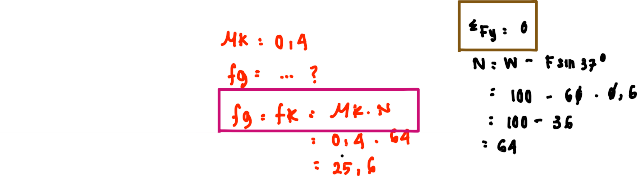 μk = 0,4
fg = ... ?
fg = fk = μk . N
= 0,4 . 64
= 25,6
ΣFy = 0
N = W - F sin 37°
= 100 - 60 . 0,6
= 100 - 36
= 64